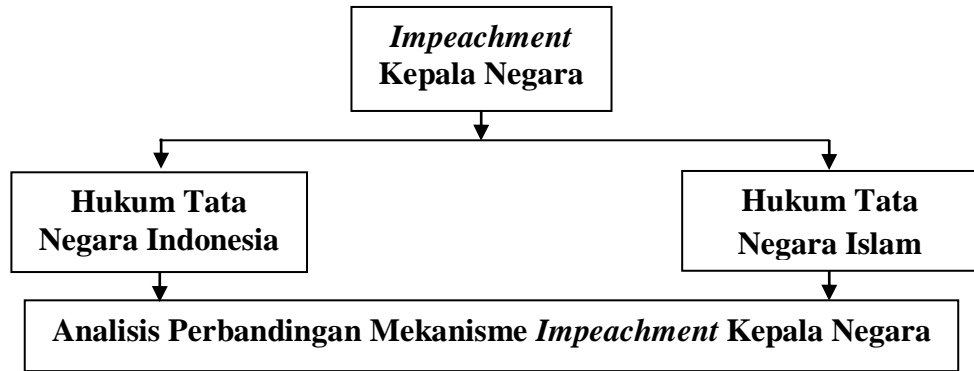 Impeachment
Kepala Negara
Hukum Tata
Negara Indonesia
Hukum Tata
Negara Islam
Analisis Perbandingan Mekanisme Impeachment Kepala Negara